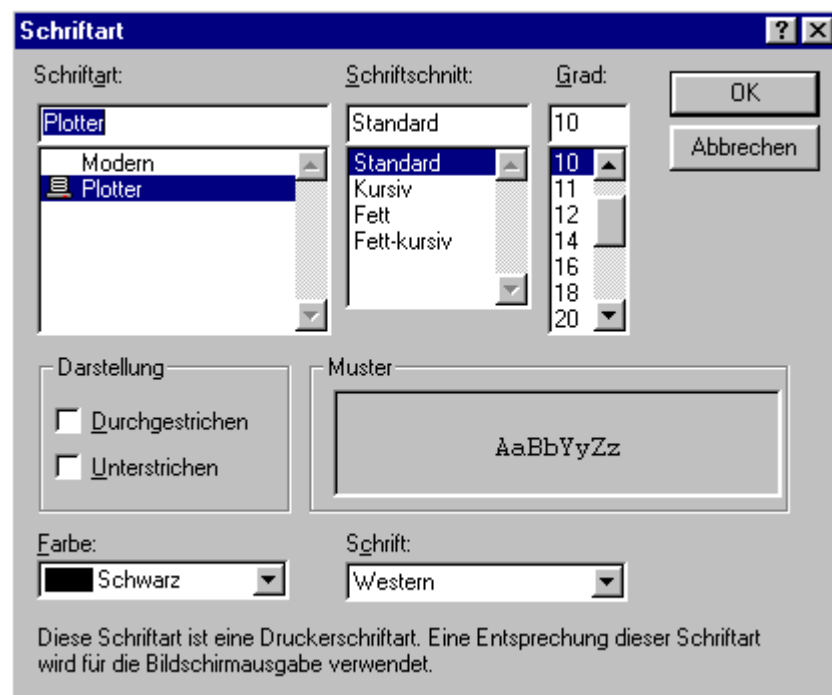 Schriftart
Schriftart:
Schriftschnitt:
Grad:
Plotter
Standard
10
OK
Abbrechen
Modern
Plotter
Standard
Kursiv
Fett
Fett-kursiv
10
11
12
14
16
18
20
Darstellung
Durchgestrichen
Unterstrichen
Muster
AaBbYyZz
Farbe:
Schwarz
Schrift:
Western
Diese Schriftart ist eine Druckerschriftart. Eine Entsprechung dieser Schriftart
wird für die Bildschirmausgabe verwendet.